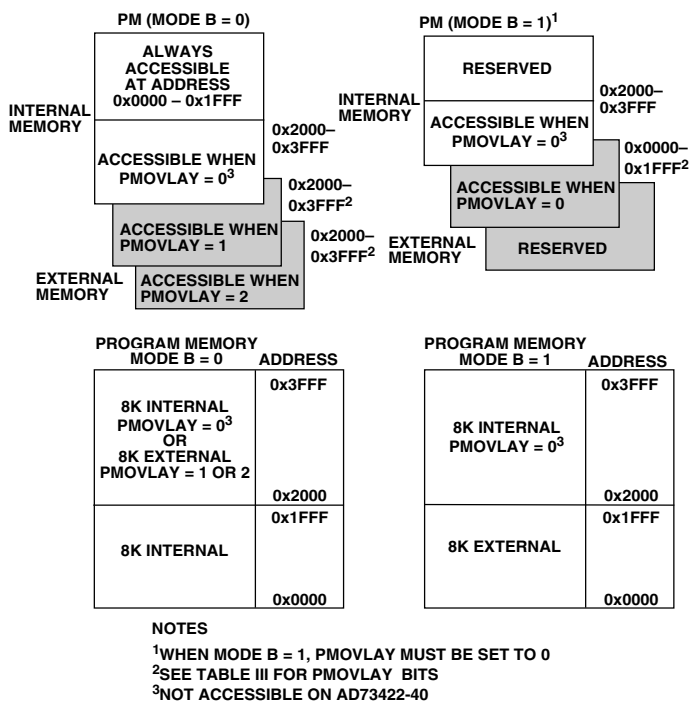 PM (MODE B = 0)
ALWAYS
ACCESSIBLE
AT ADDRESS
0x0000 – 0x1FFF
INTERNAL
MEMORY
0x2000–
0x3FFF
ACCESSIBLE WHEN
PMOVLAY = 0³
0x2000–
0x3FFF²
ACCESSIBLE WHEN
PMOVLAY = 1
0x2000–
0x3FFF²
EXTERNAL
MEMORY
ACCESSIBLE WHEN
PMOVLAY = 2
PM (MODE B = 1)¹
RESERVED
INTERNAL
MEMORY
0x2000–
0x3FFF
ACCESSIBLE WHEN
PMOVLAY = 0³
0x0000–
0x1FFF²
ACCESSIBLE WHEN
PMOVLAY = 0
EXTERNAL
MEMORY
RESERVED
PROGRAM MEMORY
MODE B = 0
ADDRESS
0x3FFF
8K INTERNAL
PMOVLAY = 0³
OR
8K EXTERNAL
PMOVLAY = 1 OR 2
0x2000
0x1FFF
8K INTERNAL
0x0000
PROGRAM MEMORY
MODE B = 1
ADDRESS
0x3FFF
8K INTERNAL
PMOVLAY = 0³
0x2000
0x1FFF
8K EXTERNAL
0x0000
NOTES
¹WHEN MODE B = 1, PMOVLAY MUST BE SET TO 0
²SEE TABLE III FOR PMOVLAY BITS
³NOT ACCESSIBLE ON AD73422-40